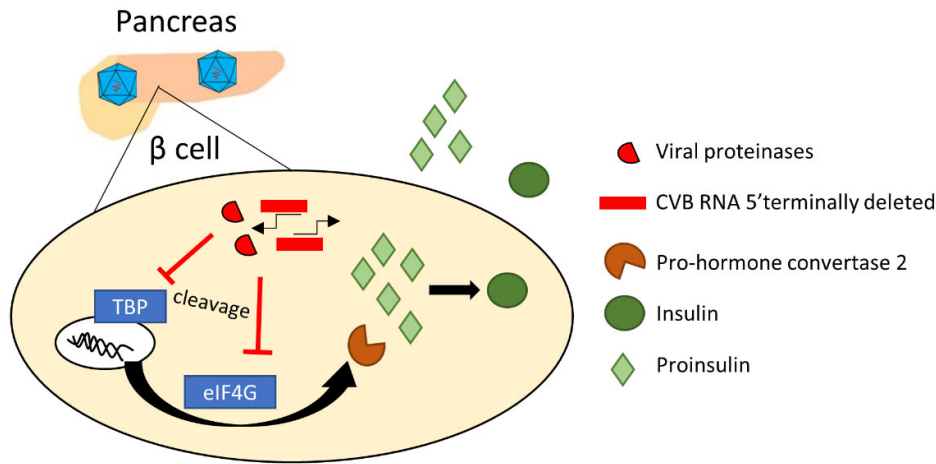 Pancreas
β cell
TBP
cleavage
eIF4G
Viral proteinases
CVB RNA 5'terminally deleted
Pro-hormone convertase 2
Insulin
Proinsulin